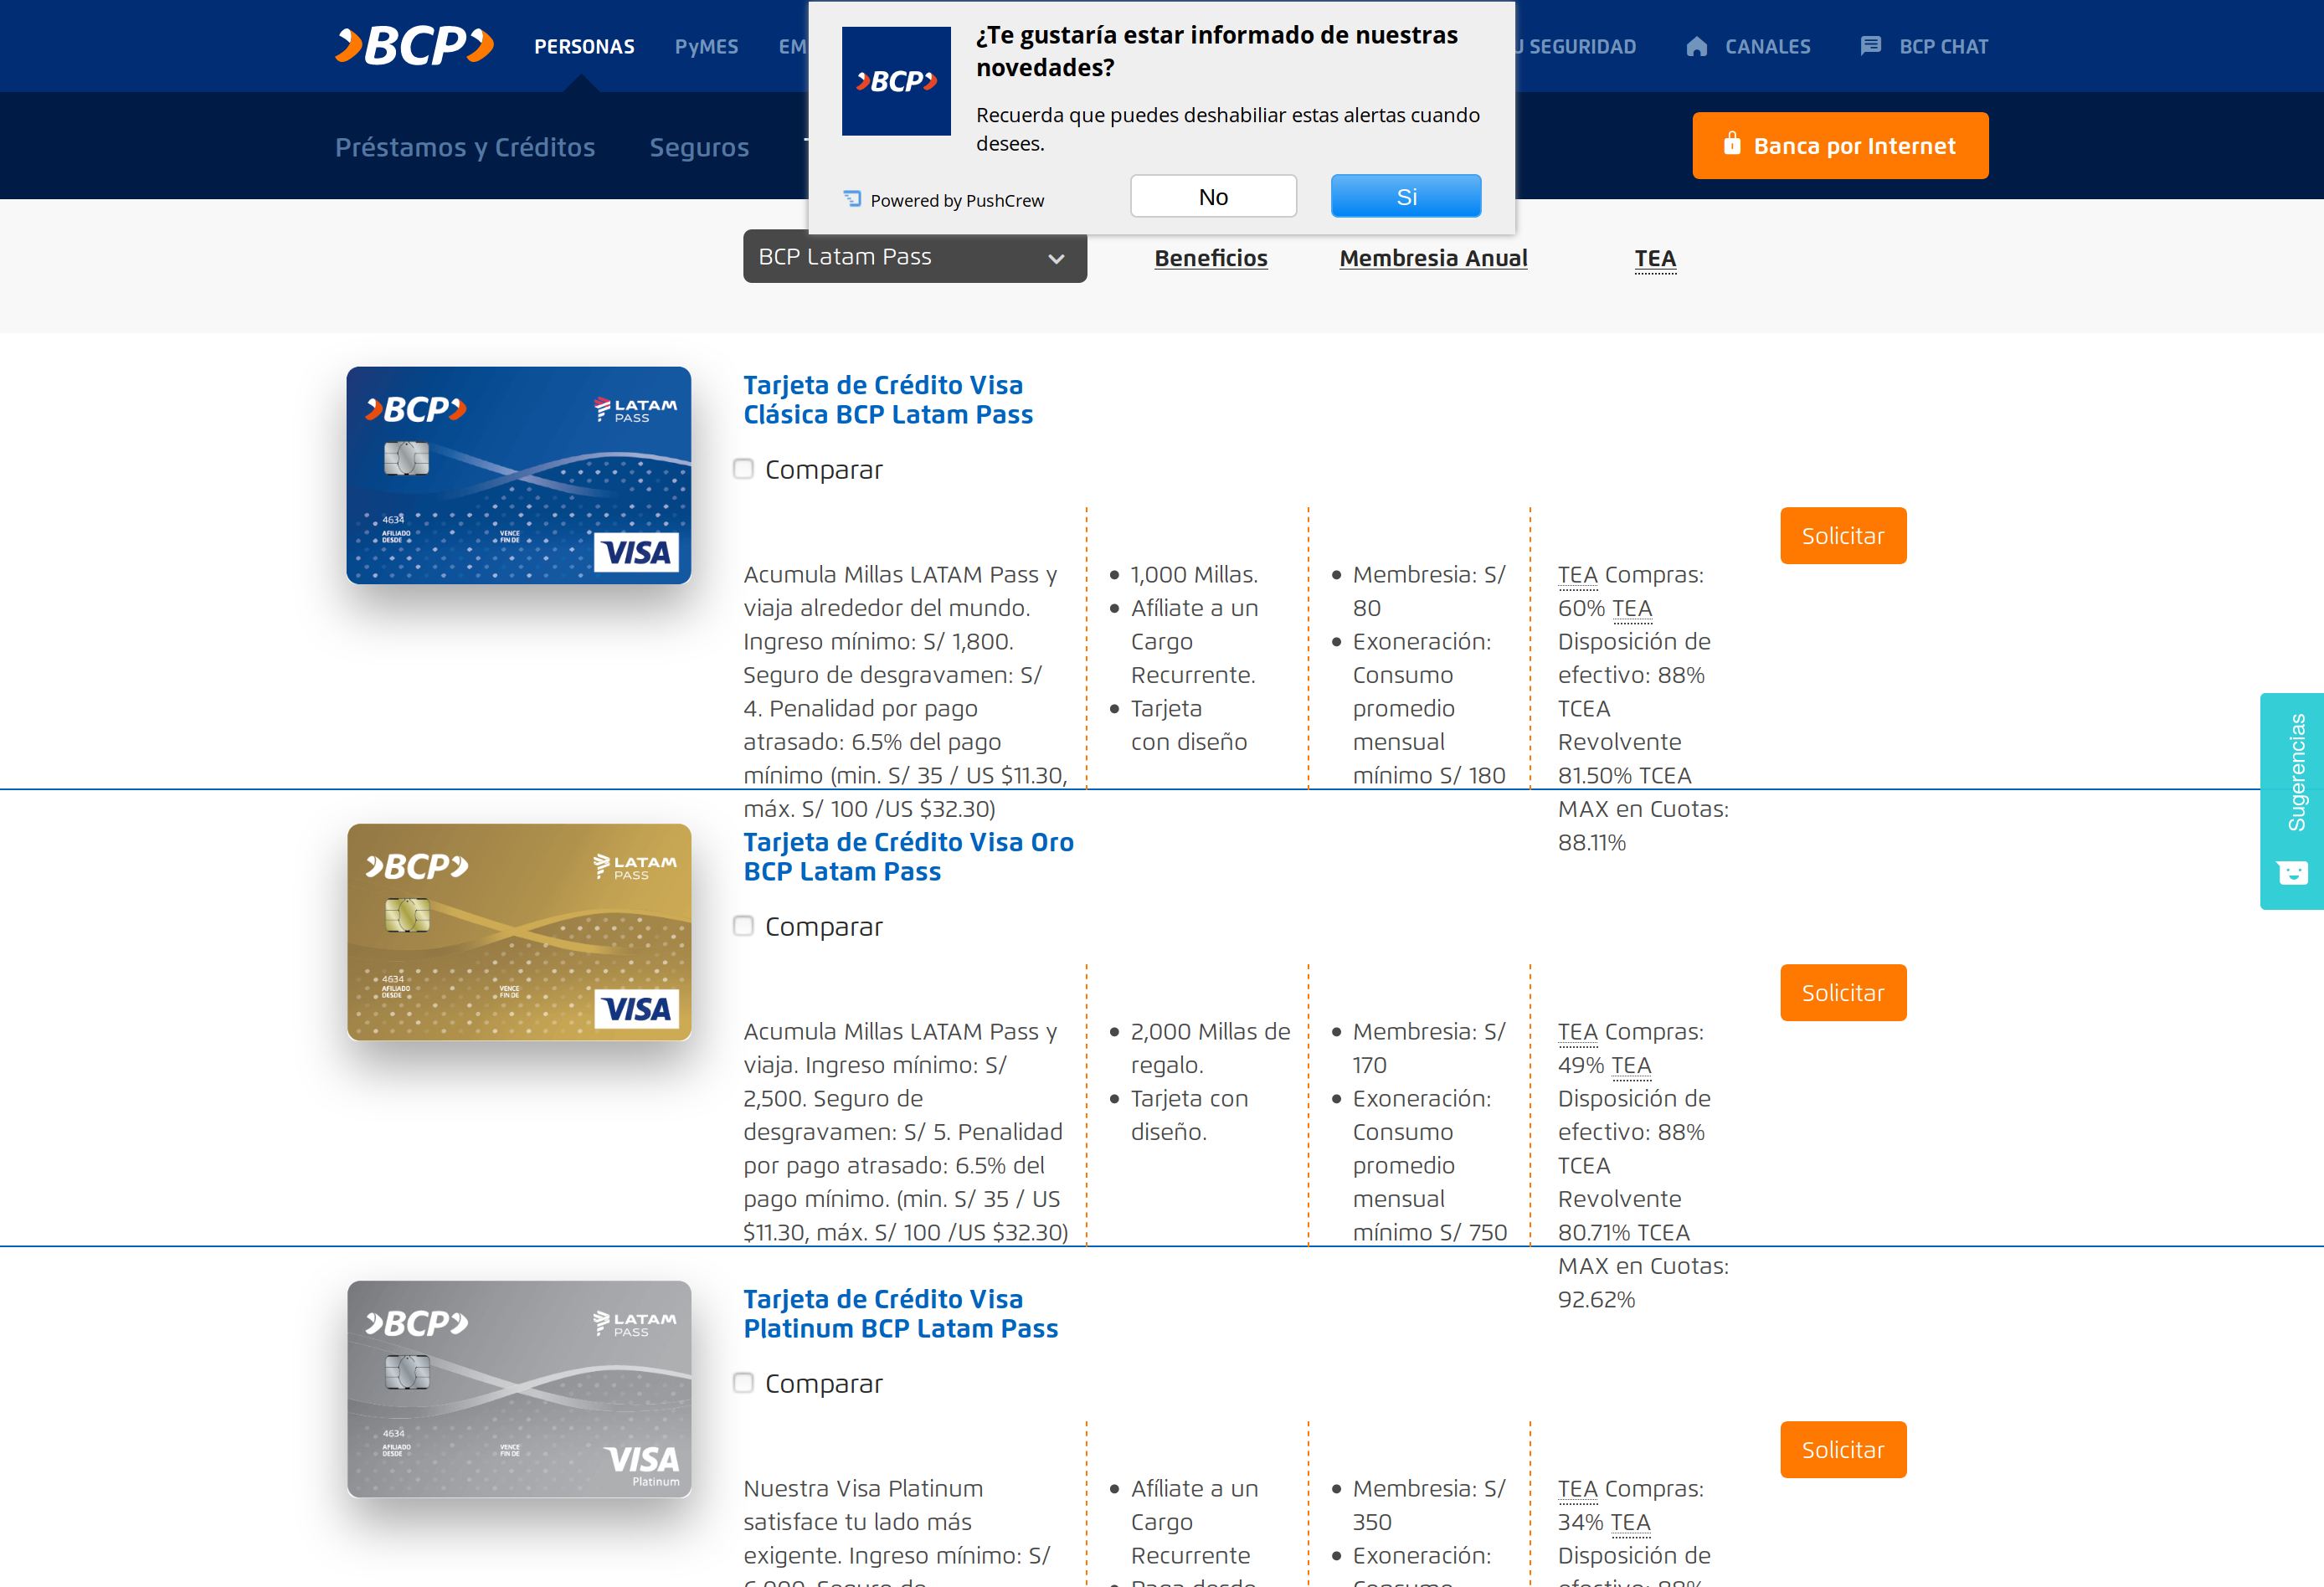 BCP
PERSONAS
PyMES
EM
U SEGURIDAD
CANALES
BCP CHAT
¿Te gustaría estar informado de nuestras
novedades?
BCP
Recuerda que puedes deshabiliar estas alertas cuando
desees.
Powered by PushCrew
No
Si
Préstamos y Créditos
Seguros
Banca por Internet
BCP Latam Pass
Beneficios
Membresia Anual
TEA
BCP
LATAM
PASS
4634
AFILIADO
DESDE
VENCE
FIN DE
VISA
Tarjeta de Crédito Visa
Clásica BCP Latam Pass
Comparar
Acumula Millas LATAM Pass y
viaja alrededor del mundo.
Ingreso mínimo: S/ 1,800.
Seguro de desgravamen: S/
4. Penalidad por pago
atrasado: 6.5% del pago
mínimo (min. S/ 35 / US $11.30,
máx. S/ 100 /US $32.30)
1,000 Millas.
Afíliate a un
Cargo
Recurrente.
Tarjeta
con diseño
Membresia: S/
80
Exoneración:
Consumo
promedio
mensual
mínimo S/ 180
TEA Compras:
60% TEA
Disposición de
efectivo: 88%
TCEA
Revolvente
81.50% TCEA
MAX en Cuotas:
88.11%
Solicitar
Sugerencias
BCP
LATAM
PASS
4634
AFILIADO
DESDE
VENCE
FIN DE
VISA
Tarjeta de Crédito Visa Oro
BCP Latam Pass
Comparar
Acumula Millas LATAM Pass y
viaja. Ingreso mínimo: S/
2,500. Seguro de
desgravamen: S/ 5. Penalidad
por pago atrasado: 6.5% del
pago mínimo. (min. S/ 35 / US
$11.30, máx. S/ 100 /US $32.30)
2,000 Millas de
regalo.
Tarjeta con
diseño.
Membresia: S/
170
Exoneración:
Consumo
promedio
mensual
mínimo S/ 750
TEA Compras:
49% TEA
Disposición de
efectivo: 88%
TCEA
Revolvente
80.71% TCEA
MAX en Cuotas:
92.62%
Solicitar
BCP
LATAM
PASS
4634
AFILIADO
DESDE
VENCE
FIN DE
VISA
Platinum
Tarjeta de Crédito Visa
Platinum BCP Latam Pass
Comparar
Nuestra Visa Platinum
satisface tu lado más
exigente. Ingreso mínimo: S/
Afíliate a un
Cargo
Recurrente
Membresia: S/
350
Exoneración:
TEA Compras:
34% TEA
Disposición de
Solicitar